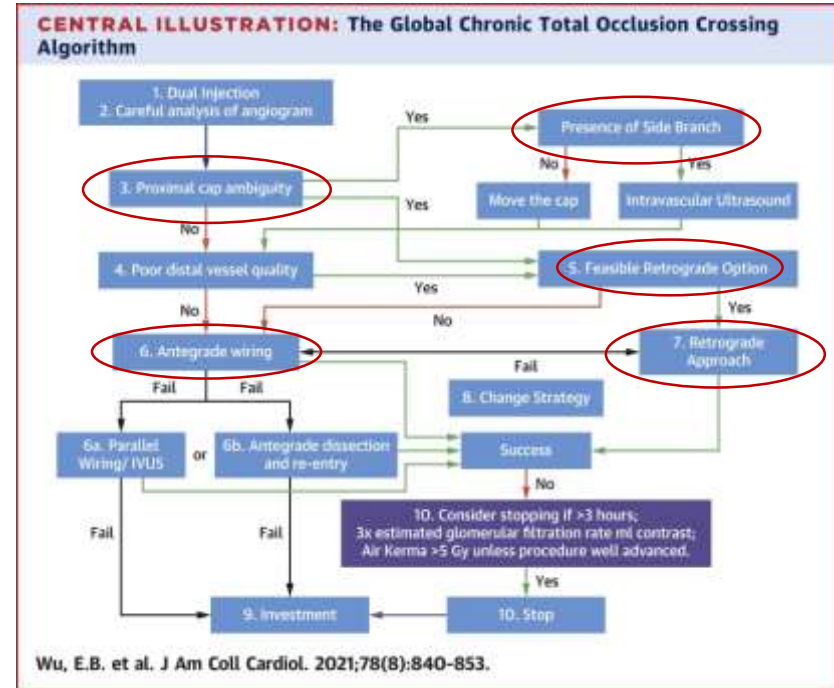 CENTRAL ILLUSTRATION: The Global Chronic Total Occlusion Crossing
Algorithm
1. Dual Injection
2. Careful analysis of angiogram
Yes
Presence of Side Branch
No
Yes
3. Proximal cap ambiguity
Yes
Move the cap
Intravascular Ultrasound
No
4. Poor distal vessel quality
Yes
5. Feasible Retrograde Option
No
No
Yes
6. Antegrade wiring
Fail
7. Retrograde
Approach
Fail
Fail
8. Change Strategy
6a. Parallel
Wiring/ IVUS
or
6b. Antegrade dissection
and re-entry
Success
No
Fail
Fail
10. Consider stopping if >3 hours;
3x estimated glomerular filtration rate ml contrast;
Air Kerma >5 Gy unless procedure well advanced.
Yes
9. Investment
10. Stop
Wu, E.B. et al. J Am Coll Cardiol. 2021;78(8):840-853.